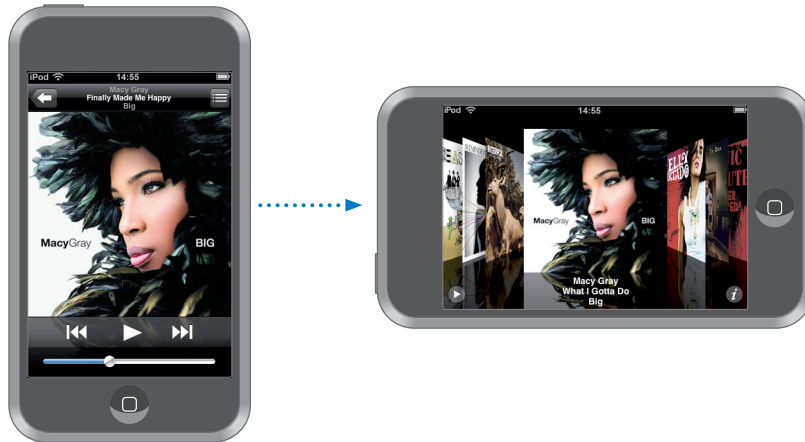 iPod 14:55
Macy Gray
Finally Made Me Happy
Big
MacyGray BIG
iPod 14:55
MacyGray BIG
Macy Gray
What I Gotta Do
Big
i